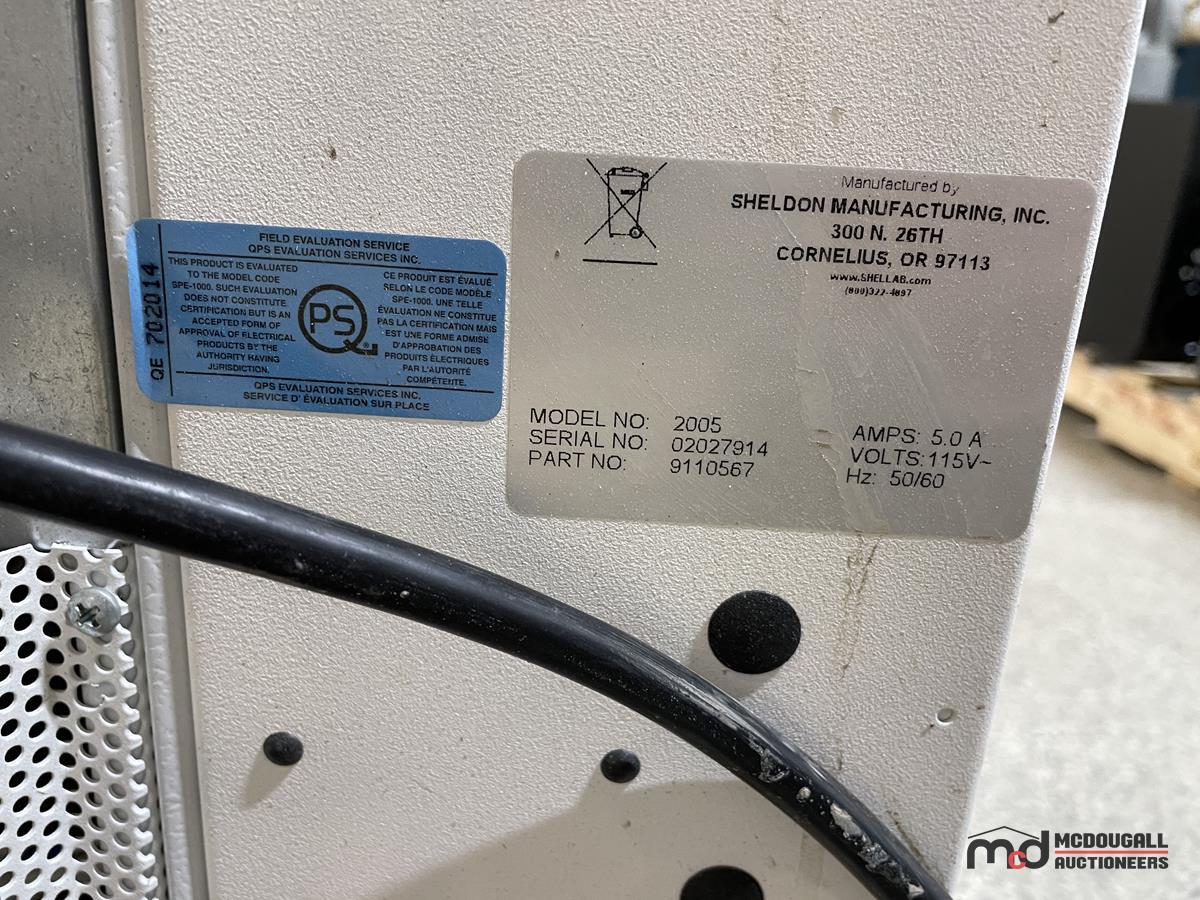 Manufactured by
SHELDON MANUFACTURING, INC.
300 N. 26TH
CORNELIUS, OR 97113
www.SHELLAB.com
(800)322-4897
FIELD EVALUATION SERVICE
QPS EVALUATION SERVICES INC.
QE 702014
THIS PRODUCT IS EVALUATED
TO THE MODEL CODE
SPE-1000. SUCH EVALUATION
DOES NOT CONSTITUTE
CERTIFICATION BUT IS AN
ACCEPTED FORM OF
APPROVAL OF ELECTRICAL
PRODUCTS BY THE
AUTHORITY HAVING
JURISDICTION.
QPS
®
CE PRODUIT EST ÉVALUÉ
SELON LE CODE MODÈLE
SPE-1000. UNE TELLE
ÉVALUATION NE CONSTITUE
PAS LA CERTIFICATION MAIS
EST UNE FORME ADMISE
D'APPROBATION DES
PRODUITS ÉLECTRIQUES
PAR L'AUTORITÉ
COMPÉTENTE.
QPS EVALUATION SERVICES INC.
SERVICE D' ÉVALUATION SUR PLACE
MODEL NO: 2005
SERIAL NO: 02027914
PART NO: 9110567
AMPS: 5.0 A
VOLTS: 115V~
Hz: 50/60
mcd MCDOUGALL
AUCTIONEERS